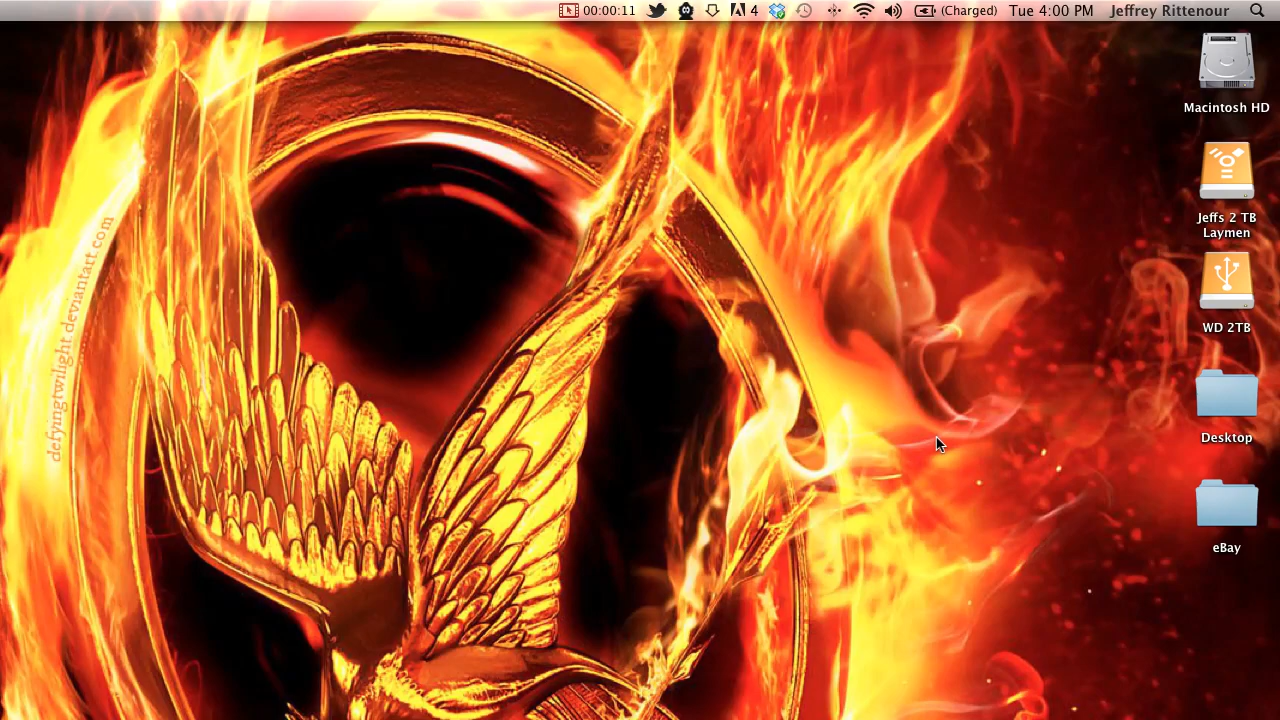 00:00:11 4 (Charged) Tue 4:00 PM Jeffrey Rittenour
Macintosh HD
Jeffs 2 TB
Laymen
WD 2TB
Desktop
eBay
defyingtwilight.deviantart.com